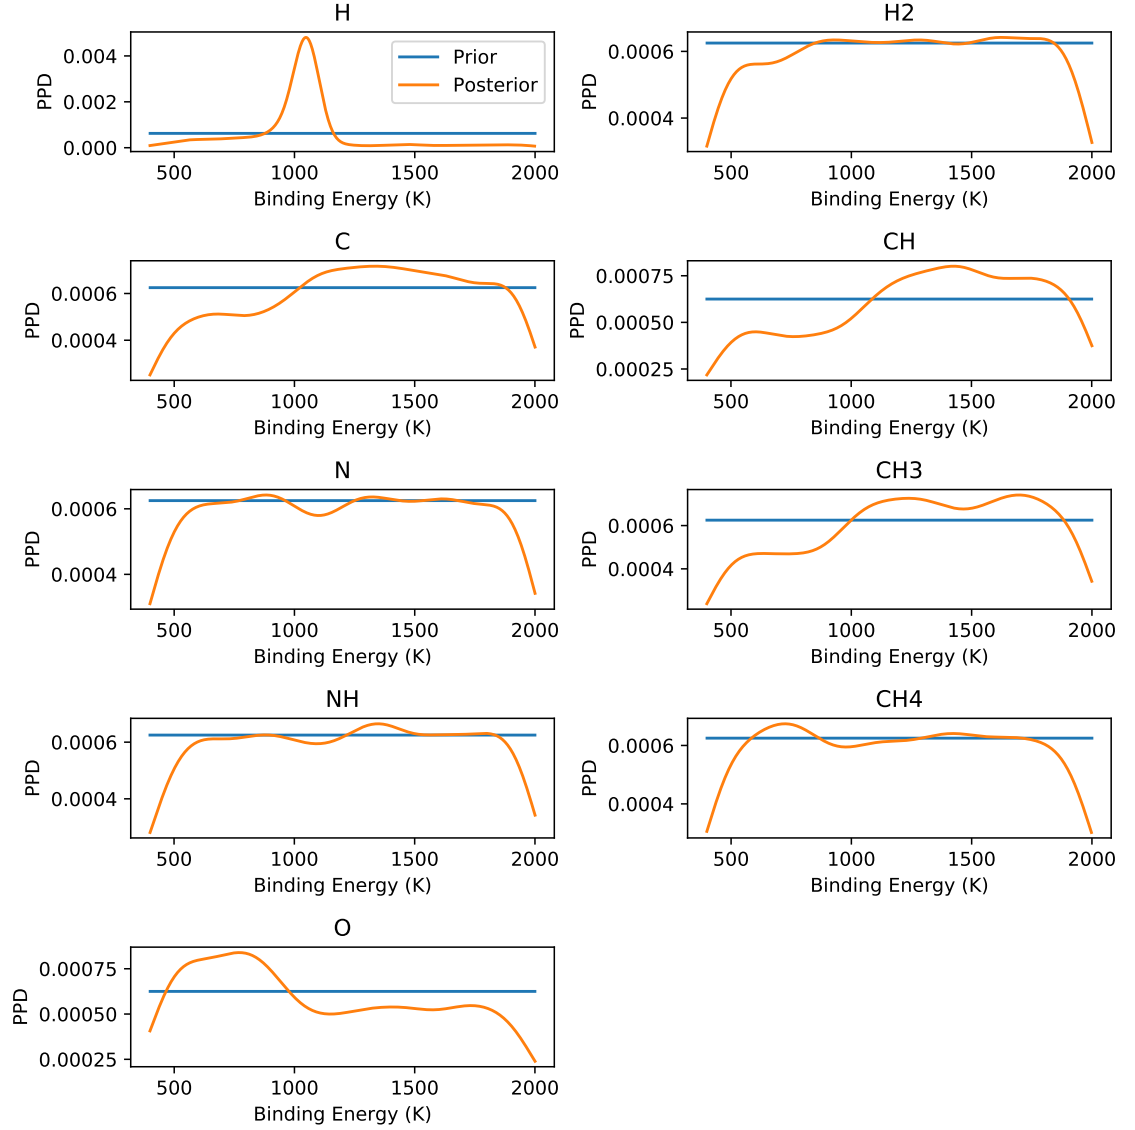 H
PPD
0.004
0.002
0.000
Prior
Posterior
500 1000 1500 2000
Binding Energy (K)
H2
PPD
0.0006
0.0004
500 1000 1500 2000
Binding Energy (K)
C
PPD
0.0006
0.0004
500 1000 1500 2000
Binding Energy (K)
CH
PPD
0.00075
0.00050
0.00025
500 1000 1500 2000
Binding Energy (K)
N
PPD
0.0006
0.0004
500 1000 1500 2000
Binding Energy (K)
CH3
PPD
0.0006
0.0004
500 1000 1500 2000
Binding Energy (K)
NH
PPD
0.0006
0.0004
500 1000 1500 2000
Binding Energy (K)
CH4
PPD
0.0006
0.0004
500 1000 1500 2000
Binding Energy (K)
O
PPD
0.00075
0.00050
0.00025
500 1000 1500 2000
Binding Energy (K)